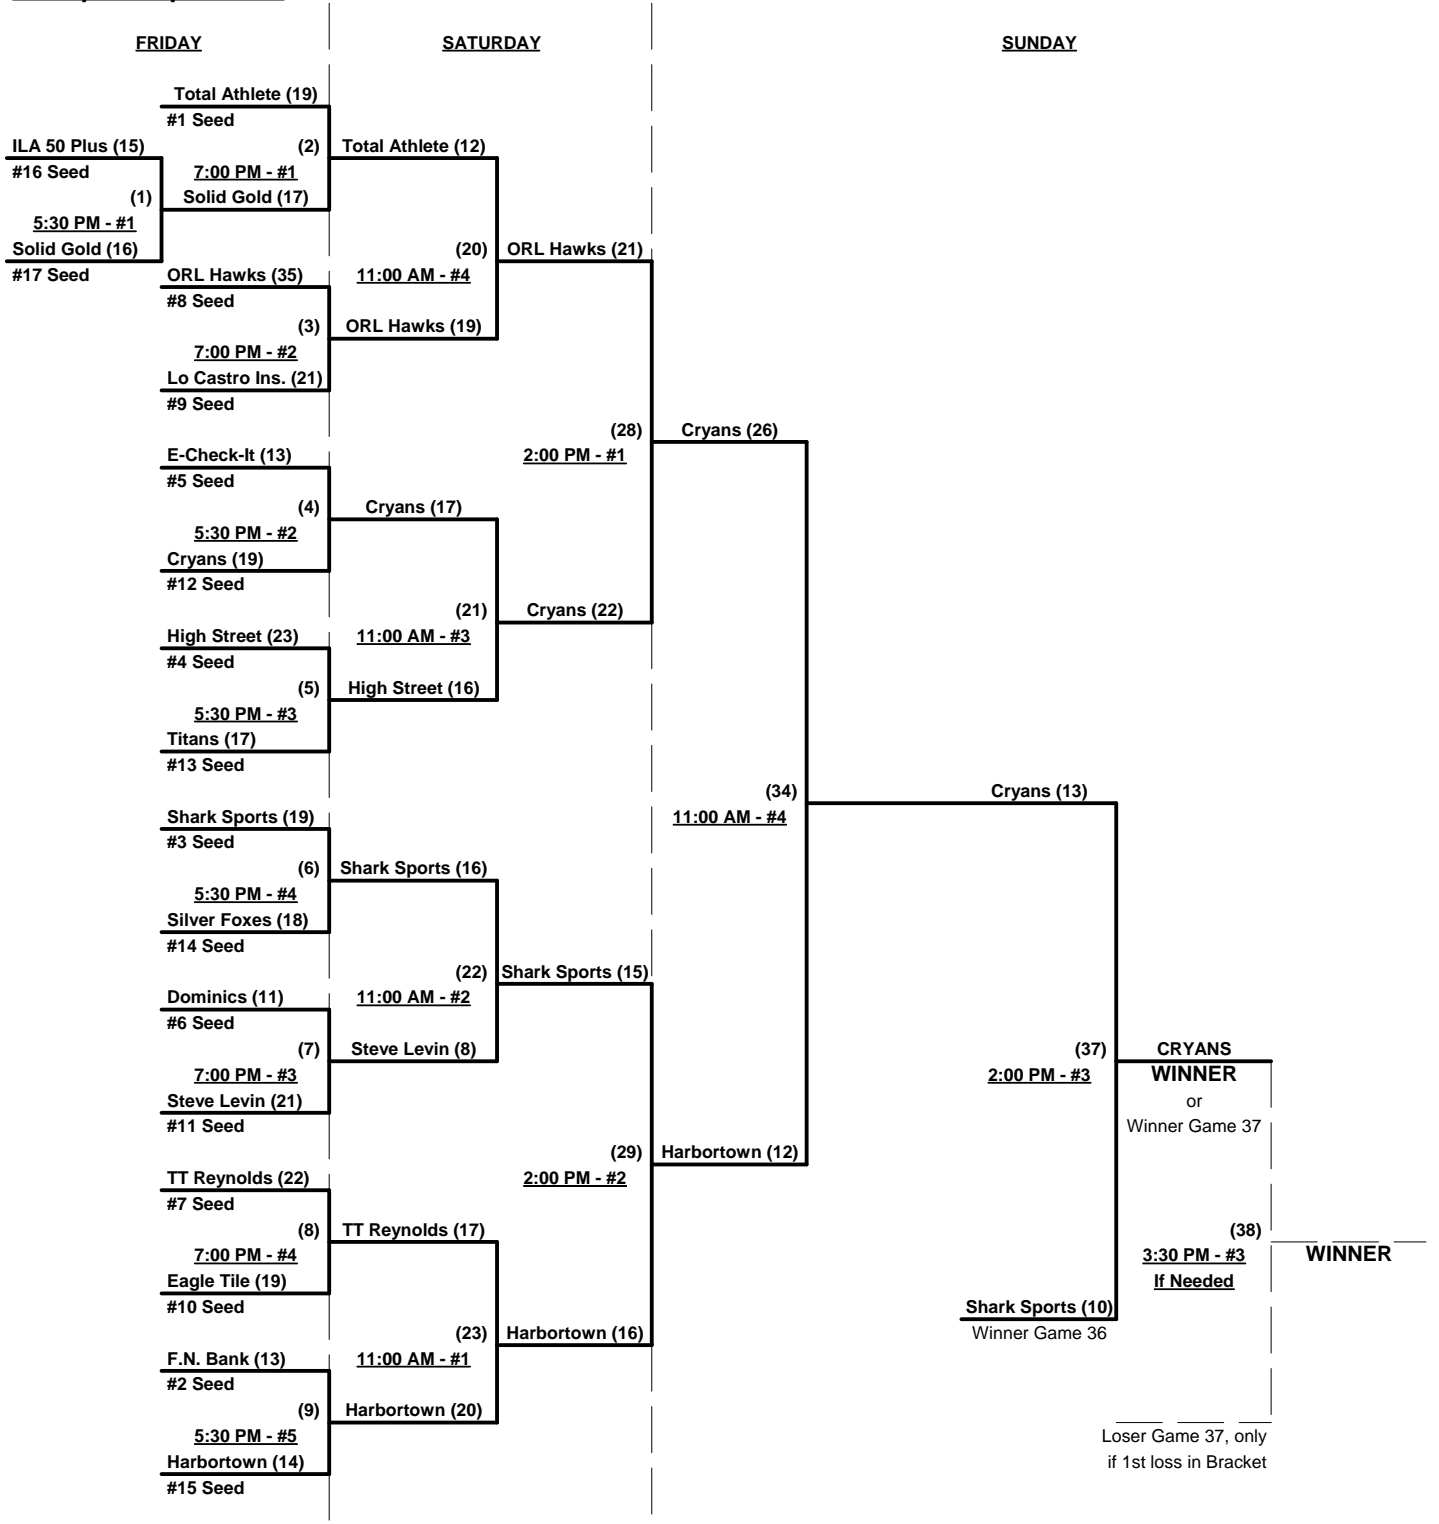 FRIDAY
SATURDAY
SUNDAY
Total Athlete (19)
#1 Seed
ILA 50 Plus (15)
(2)
Total Athlete (12)
#16 Seed
7:00 PM - #1
(1)
Solid Gold (17)
5:30 PM - #1
Solid Gold (16)
(20)
ORL Hawks (21)
#17 Seed
ORL Hawks (35)
11:00 AM - #4
#8 Seed
(3)
ORL Hawks (19)
7:00 PM - #2
Lo Castro Ins. (21)
#9 Seed
(28)
Cryans (26)
E-Check-It (13)
2:00 PM - #1
#5 Seed
(4)
Cryans (17)
5:30 PM - #2
Cryans (19)
#12 Seed
(21)
Cryans (22)
High Street (23)
11:00 AM - #3
#4 Seed
(5)
High Street (16)
5:30 PM - #3
Titans (17)
#13 Seed
(34)
Cryans (13)
Shark Sports (19)
11:00 AM - #4
#3 Seed
(6)
Shark Sports (16)
5:30 PM - #4
Silver Foxes (18)
#14 Seed
(22)
Shark Sports (15)
Dominics (11)
11:00 AM - #2
#6 Seed
(7)
Steve Levin (8)
(37)
CRYANS
7:00 PM - #3
2:00 PM - #3
WINNER
Steve Levin (21)
or
#11 Seed
Winner Game 37
(29)
Harbortown (12)
TT Reynolds (22)
2:00 PM - #2
#7 Seed
(8)
TT Reynolds (17)
(38)
7:00 PM - #4
3:30 PM - #3
WINNER
Eagle Tile (19)
If Needed
#10 Seed
Shark Sports (10)
(23)
Harbortown (16)
Winner Game 36
F.N. Bank (13)
11:00 AM - #1
#2 Seed
(9)
Harbortown (20)
5:30 PM - #5
Loser Game 37, only
Harbortown (14)
if 1st loss in Bracket
#15 Seed